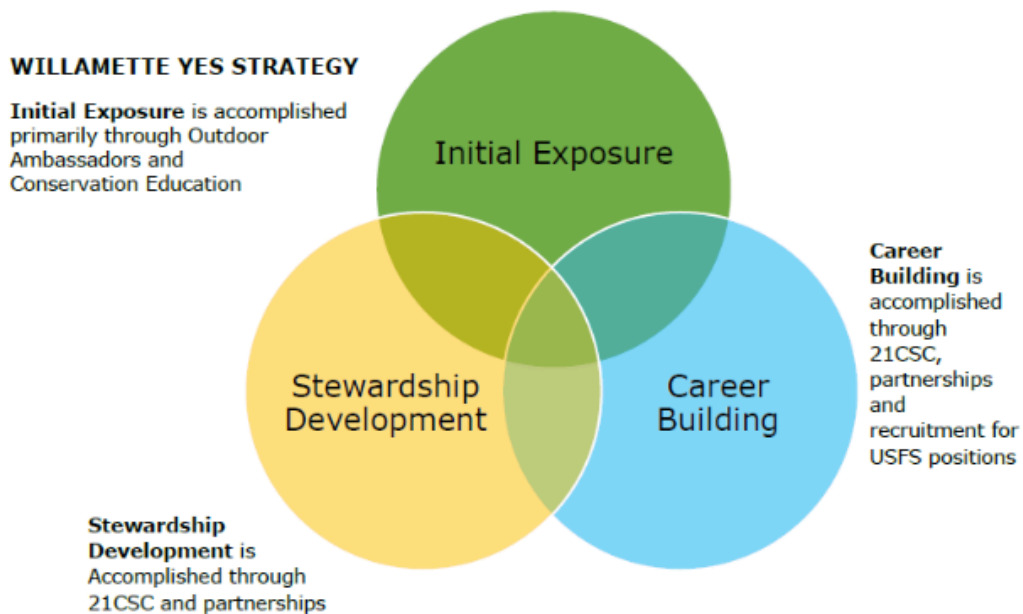 WILLAMETTE YES STRATEGY
Initial Exposure is accomplished
primarily through Outdoor
Ambassadors and
Conservation Education
Initial Exposure
Career
Building is
accomplished
through
21CSC,
partnerships
and
recruitment for
USFS positions
Stewardship
Development
Career
Building
Stewardship
Development is
Accomplished through
21CSC and partnerships